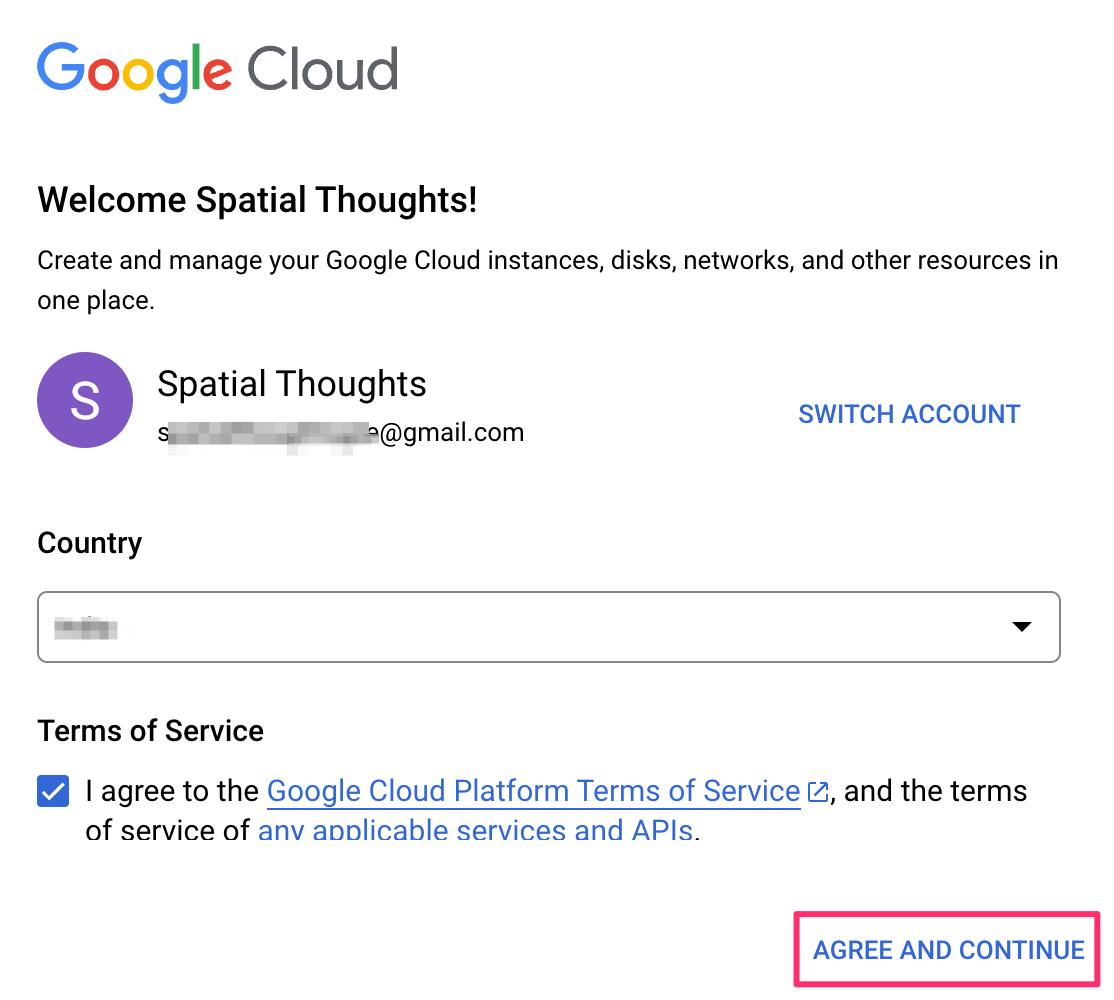 Google Cloud
Welcome Spatial Thoughts!
Create and manage your Google Cloud instances, disks, networks, and other resources in
one place.
S
Spatial Thoughts
s e@gmail.com
SWITCH ACCOUNT
Country
Terms of Service
I agree to the Google Cloud Platform Terms of Service, and the terms
of service of any applicable services and APIs.
AGREE AND CONTINUE